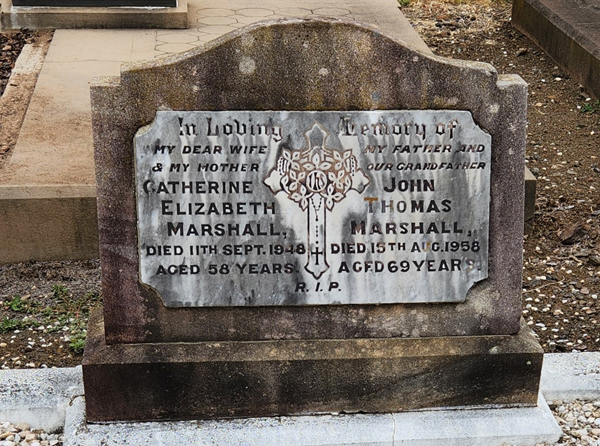 In Loving Memory of
MY DEAR WIFE
& MY MOTHER
CATHERINE
ELIZABETH
MARSHALL,
DIED 11TH SEPT. 1948
AGED 58 YEARS.
MY FATHER AND
OUR GRANDFATHER
JOHN
THOMAS
MARSHALL,
DIED 15TH AUG. 1958
AGED 69 YEARS.
R.I.P.